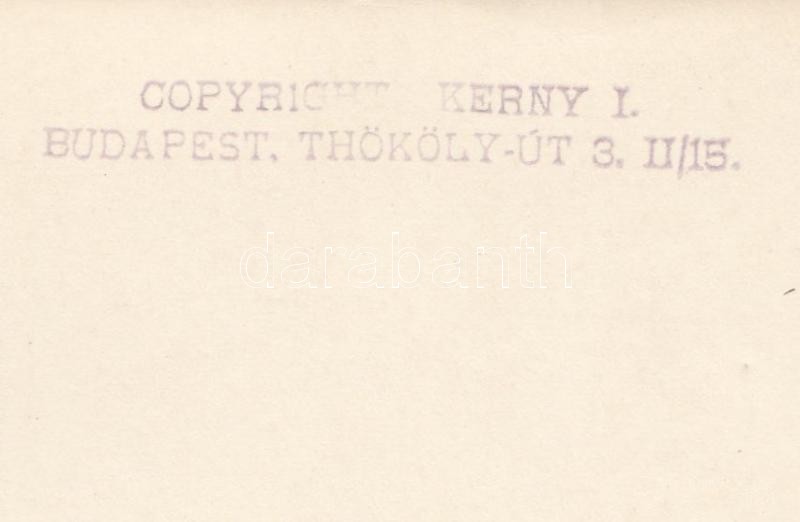 COPYRIGHT KERNY I.
BUDAPEST, THÖKÖLY-ÚT 3. II/15.
darabanth